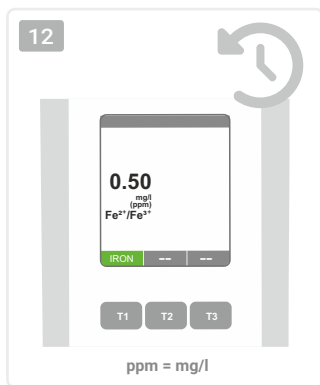 12
0.50
mg/l
(ppm)
Fe²⁺/Fe³⁺
IRON -- --
T1 T2 T3
ppm = mg/l